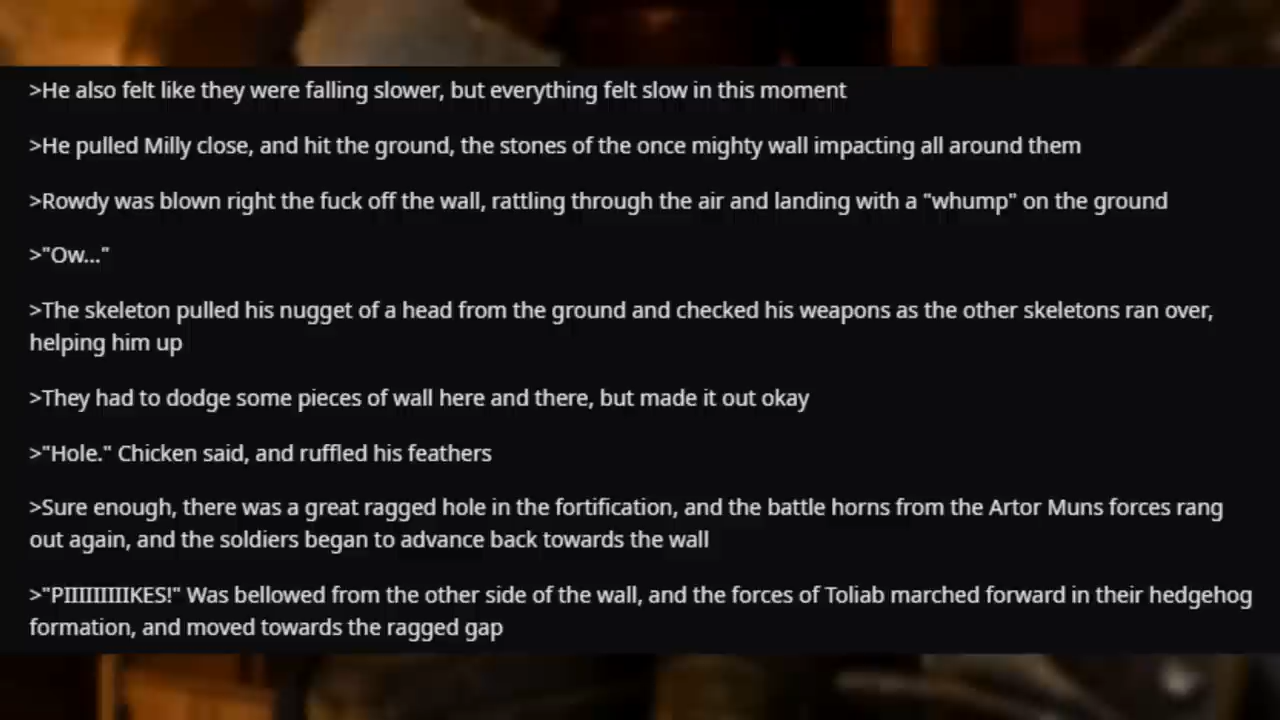 >He also felt like they were falling slower, but everything felt slow in this moment
>He pulled Milly close, and hit the ground, the stones of the once mighty wall impacting all around them
>Rowdy was blown right the fuck off the wall, rattling through the air and landing with a "whump" on the ground
>"Ow..."
>The skeleton pulled his nugget of a head from the ground and checked his weapons as the other skeletons ran over,
helping him up
>They had to dodge some pieces of wall here and there, but made it out okay
>"Hole." Chicken said, and ruffled his feathers
>Sure enough, there was a great ragged hole in the fortification, and the battle horns from the Artor Muns forces rang
out again, and the soldiers began to advance back towards the wall
>"PIIIIIIIIIKES!" Was bellowed from the other side of the wall, and the forces of Toliab marched forward in their hedgehog
formation, and moved towards the ragged gap